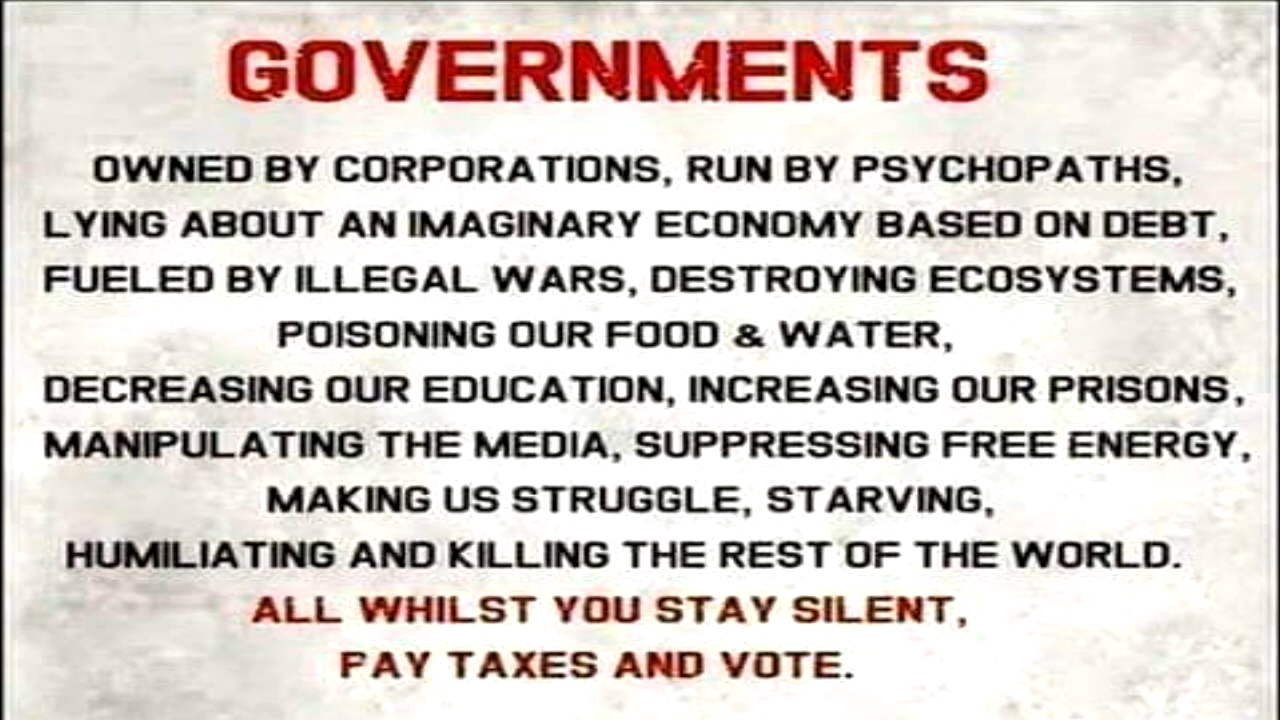 GOVERNMENTS
OWNED BY CORPORATIONS, RUN BY PSYCHOPATHS,
LYING ABOUT AN IMAGINARY ECONOMY BASED ON DEBT,
FUELED BY ILLEGAL WARS, DESTROYING ECOSYSTEMS,
POISONING OUR FOOD & WATER,
DECREASING OUR EDUCATION, INCREASING OUR PRISONS,
MANIPULATING THE MEDIA, SUPPRESSING FREE ENERGY,
MAKING US STRUGGLE, STARVING,
HUMILIATING AND KILLING THE REST OF THE WORLD.
ALL WHILST YOU STAY SILENT,
PAY TAXES AND VOTE.